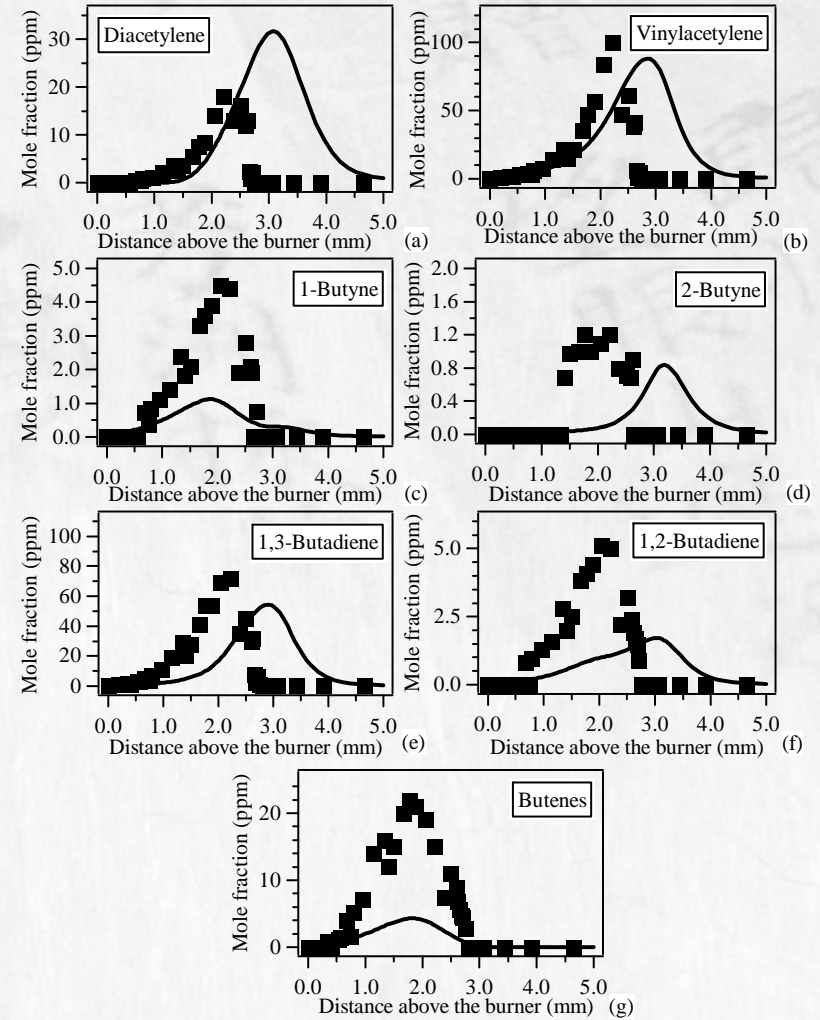 Diacetylene
Mole fraction (ppm)
30
20
10
0
0.0 1.0 2.0 3.0 4.0 5.0
Distance above the burner (mm) (a)
Vinylacetylene
Mole fraction (ppm)
100
50
0
0.0 1.0 2.0 3.0 4.0 5.0
Distance above the burner (mm) (b)
1-Butyne
Mole fraction (ppm)
5.0
4.0
3.0
2.0
1.0
0.0
0.0 1.0 2.0 3.0 4.0 5.0
Distance above the burner (mm) (c)
2-Butyne
Mole fraction (ppm)
2.0
1.6
1.2
0.8
0.4
0.0
0.0 1.0 2.0 3.0 4.0 5.0
Distance above the burner (mm) (d)
1,3-Butadiene
Mole fraction (ppm)
100
80
60
40
20
0
0.0 1.0 2.0 3.0 4.0 5.0
Distance above the burner (mm) (e)
1,2-Butadiene
Mole fraction (ppm)
5.0
2.5
0.0
0.0 1.0 2.0 3.0 4.0 5.0
Distance above the burner (mm) (f)
Butenes
Mole fraction (ppm)
20
10
0
0.0 1.0 2.0 3.0 4.0 5.0
Distance above the burner (mm) (g)